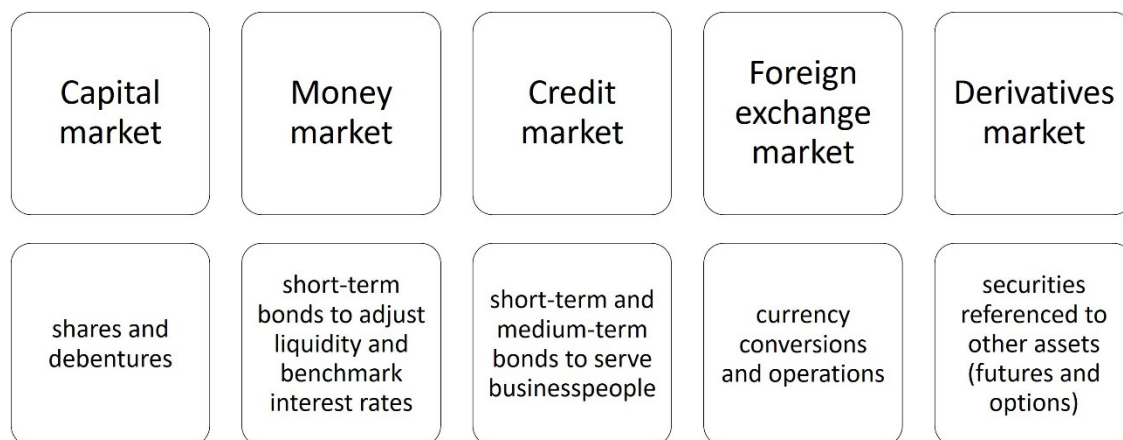 Capital
market
Money
market
Credit
market
Foreign
exchange
market
Derivatives
market
shares and
debentures
short-term
bonds to adjust
liquidity and
benchmark
interest rates
short-term and
medium-term
bonds to serve
businesspeople
currency
conversions
and operations
securities
referenced to
other assets
(futures and
options)